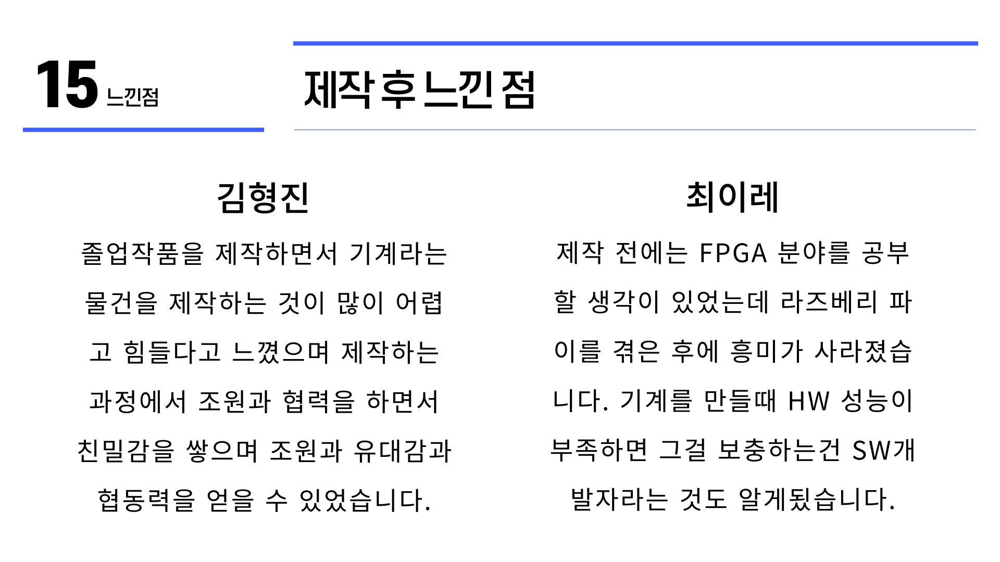 15 느낀점
제작 후 느낀 점
김형진
졸업작품을 제작하면서 기계라는
물건을 제작하는 것이 많이 어렵
고 힘들다고 느꼈으며 제작하는
과정에서 조원과 협력을 하면서
친밀감을 쌓으며 조원과 유대감과
협동력을 얻을 수 있었습니다.
최이레
제작 전에는 FPGA 분야를 공부
할 생각이 있었는데 라즈베리 파
이를 겪은 후에 흥미가 사라졌습
니다. 기계를 만들때 HW 성능이
부족하면 그걸 보충하는건 SW개
발자라는 것도 알게됬습니다.